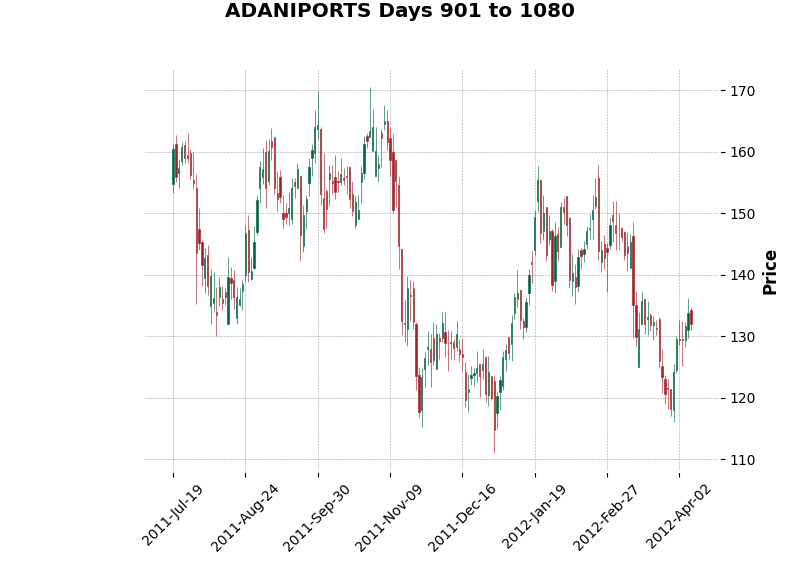 ADANIPORTS Days 901 to 1080
170
160
150
140
130
120
110
Price
2011-Jul-19
2011-Aug-24
2011-Sep-30
2011-Nov-09
2011-Dec-16
2012-Jan-19
2012-Feb-27
2012-Apr-02